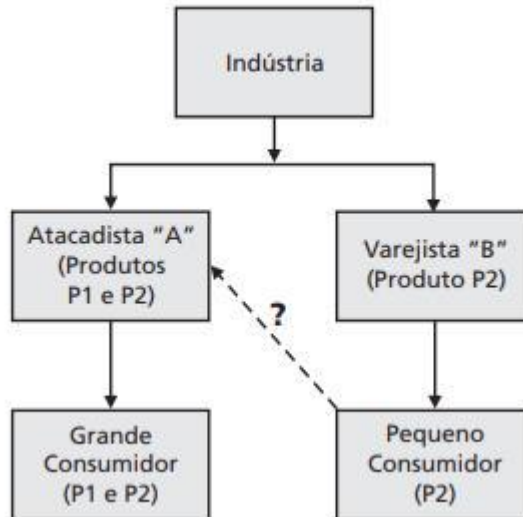 Indústria
Atacadista "A"
(Produtos
P1 e P2)
Varejista "B"
(Produto P2)
?
Grande
Consumidor
(P1 e P2)
Pequeno
Consumidor
(P2)